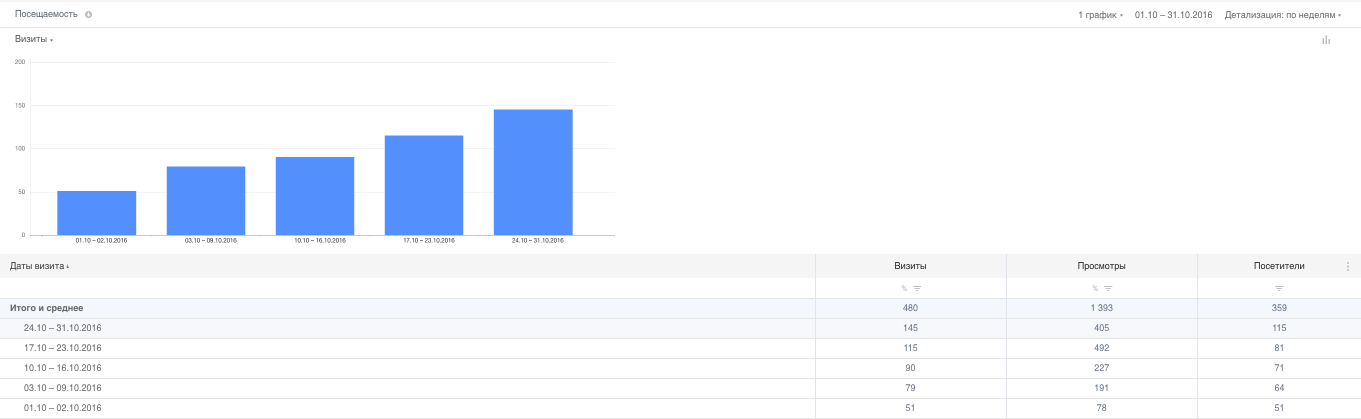 Посещаемость
1 график 01.10 – 31.10.2016 Детализация: по неделям
Визиты
200
150
100
50
0
01.10 – 02.10.2016 03.10 – 09.10.2016 10.10 – 16.10.2016 17.10 – 23.10.2016 24.10 – 31.10.2016
Даты визита ↓ Визиты Просмотры Посетители
% %
Итого и среднее 480 1 393 359
24.10 – 31.10.2016 145 405 115
17.10 – 23.10.2016 115 492 81
10.10 – 16.10.2016 90 227 71
03.10 – 09.10.2016 79 191 64
01.10 – 02.10.2016 51 78 51